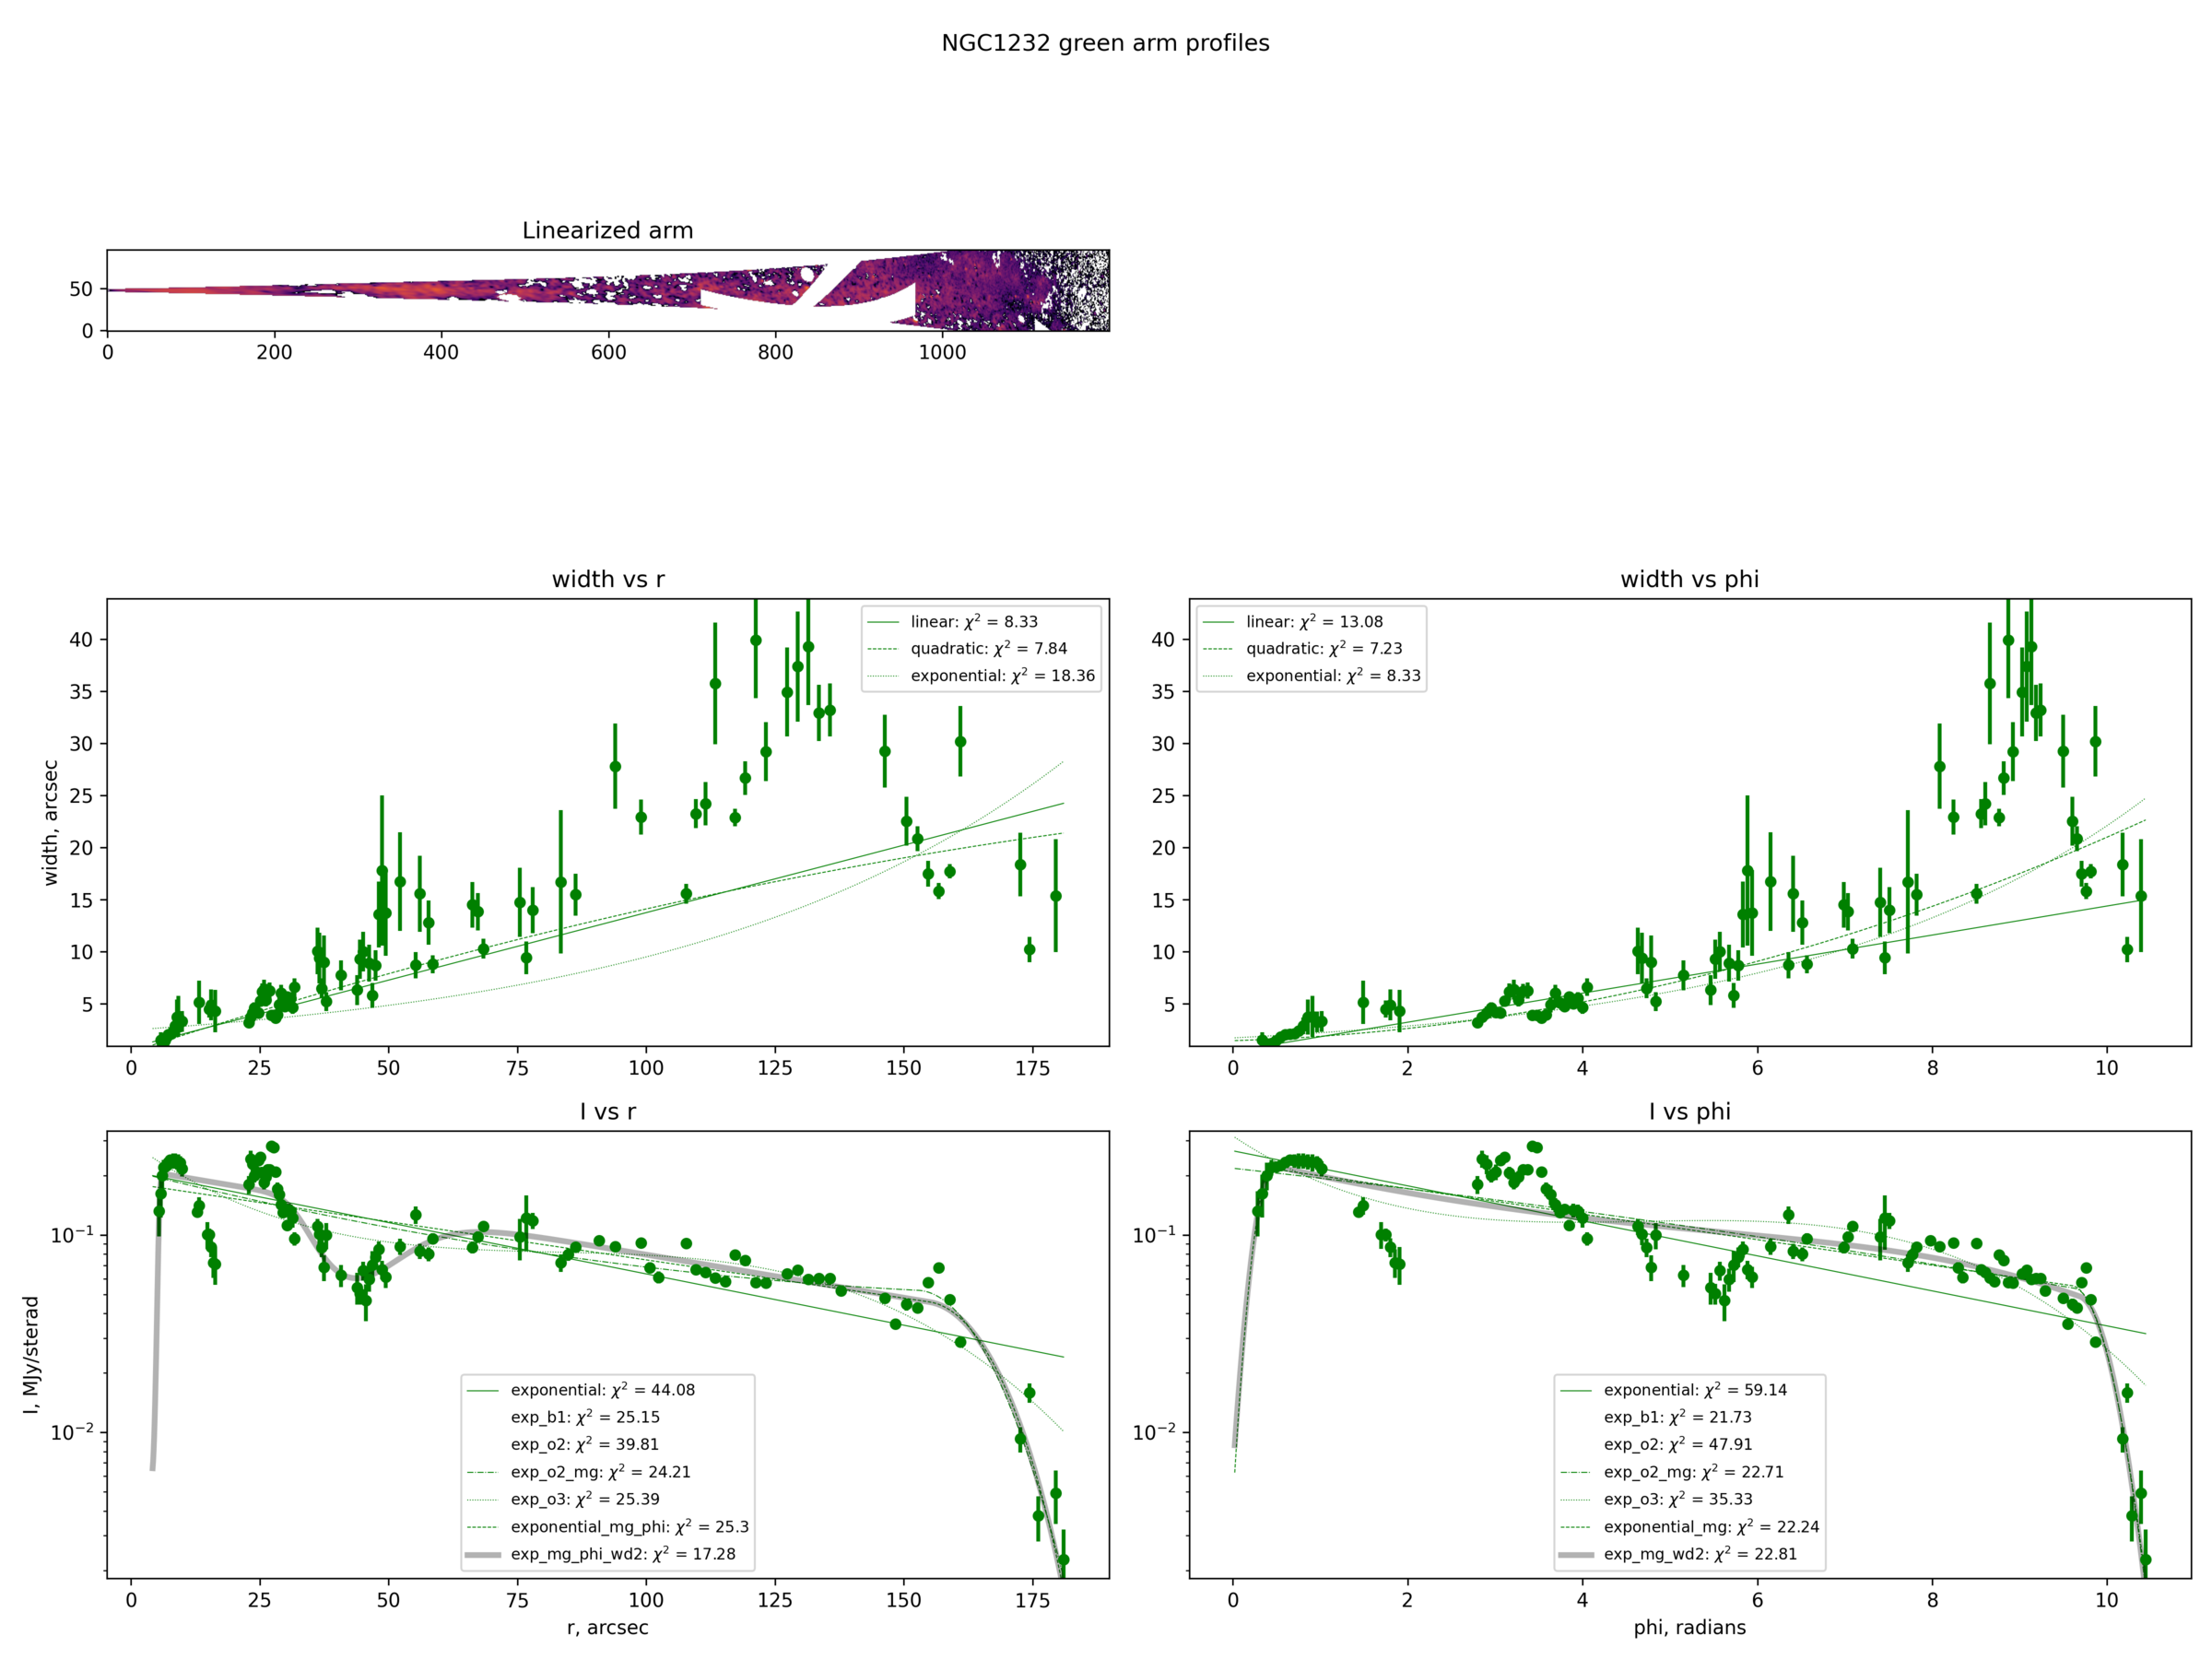 NGC1232 green arm profiles
Linearized arm
50
0
0 200 400 600 800 1000
width vs r
width, arcsec
40
35
30
25
20
15
10
5
linear: χ² = 8.33
quadratic: χ² = 7.84
exponential: χ² = 18.36
0 25 50 75 100 125 150 175
width vs phi
40
35
30
25
20
15
10
5
linear: χ² = 13.08
quadratic: χ² = 7.23
exponential: χ² = 8.33
0 2 4 6 8 10
I vs r
I, MJy/sterad
10⁻¹
10⁻²
exponential: χ² = 44.08
exp_b1: χ² = 25.15
exp_o2: χ² = 39.81
exp_o2_mg: χ² = 24.21
exp_o3: χ² = 25.39
exponential_mg_phi: χ² = 25.3
exp_mg_phi_wd2: χ² = 17.28
0 25 50 75 100 125 150 175
r, arcsec
I vs phi
10⁻¹
10⁻²
exponential: χ² = 59.14
exp_b1: χ² = 21.73
exp_o2: χ² = 47.91
exp_o2_mg: χ² = 22.71
exp_o3: χ² = 35.33
exponential_mg: χ² = 22.24
exp_mg_wd2: χ² = 22.81
0 2 4 6 8 10
phi, radians